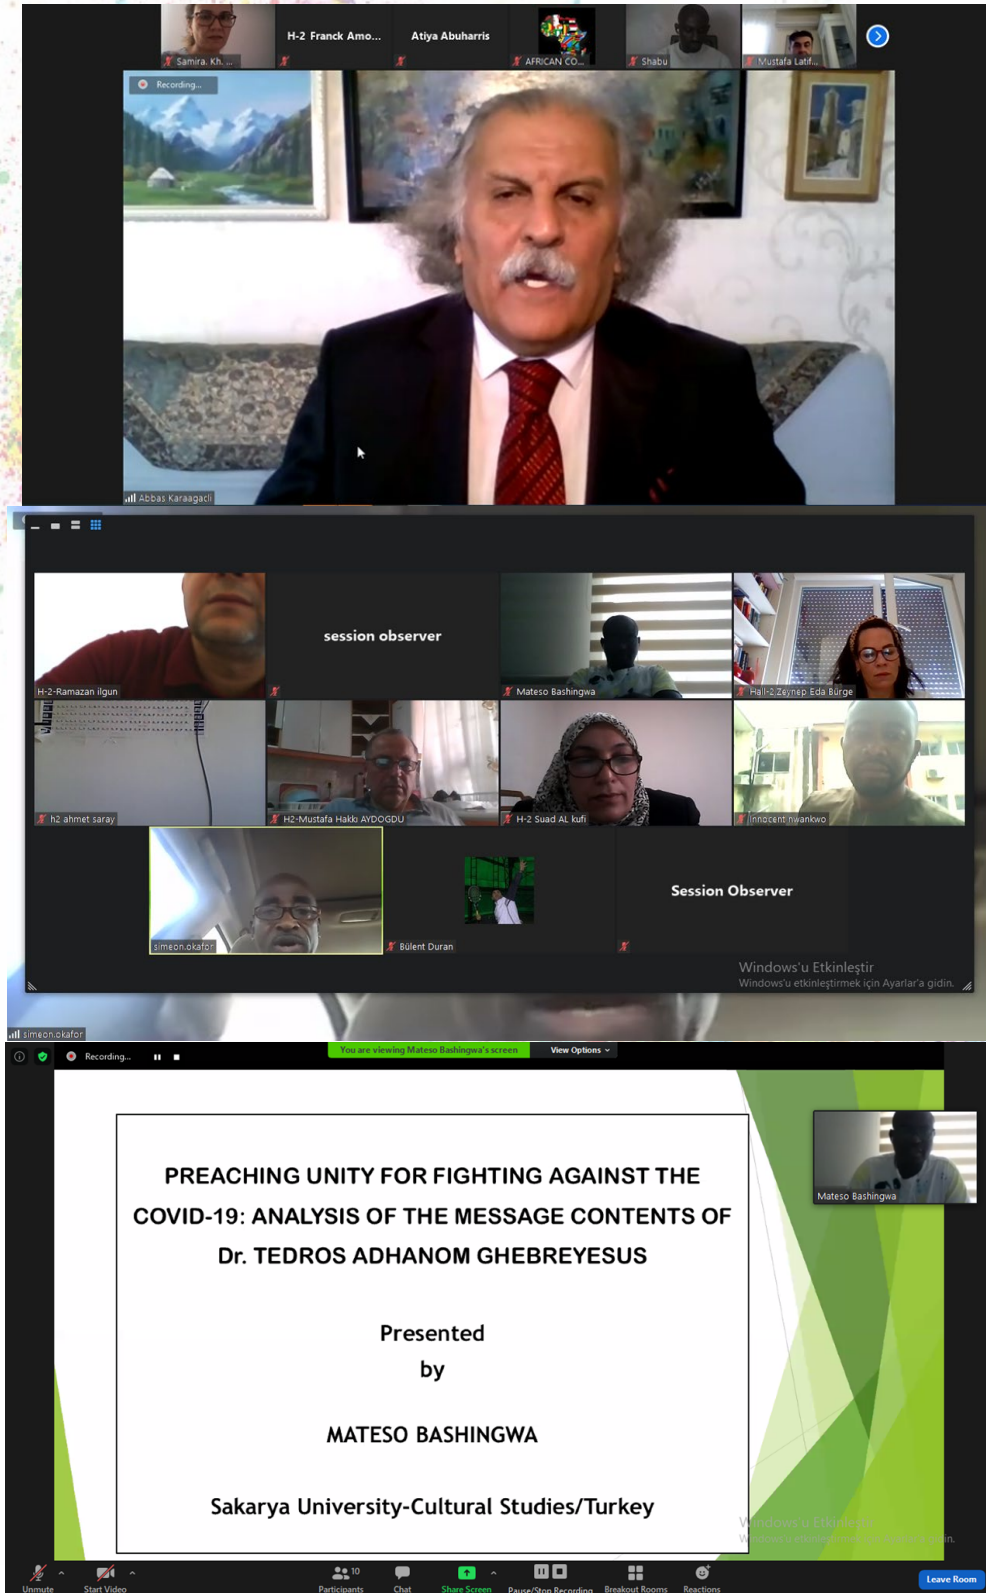 Samira. Kh. ...
H-2 Franck Amo...
Atiya Abuharris
AFRICAN CO...
Shabu
Mustafa Latif...
Recording...
Abbas Karaagacli
H-2-Ramazan ilgun
session observer
Mateso Bashingwa
Hall-2 Zeynep Eda Bürge
h2 ahmet saray
H2-Mustafa Hakkı AYDOGDU
H-2 Suad AL kufi
Innocent nwankwo
simeon.okafor
Bülent Duran
Session Observer
Windows'u Etkinleştir
Windows'u etkinleştirmek için Ayarlar'a gidin.
simeon.okafor
Recording...
You are viewing Mateso Bashingwa's screen
View Options
PREACHING UNITY FOR FIGHTING AGAINST THE
COVID-19: ANALYSIS OF THE MESSAGE CONTENTS OF
Dr. TEDROS ADHANOM GHEBREYESUS
Presented
by
MATESO BASHINGWA
Sakarya University-Cultural Studies/Turkey
Mateso Bashingwa
Windows'u Etkinleştir
Unmute
Start Video
10
Participants
Chat
Share Screen
Pause/Stop Recording
Breakout Rooms
Reactions
Leave Room